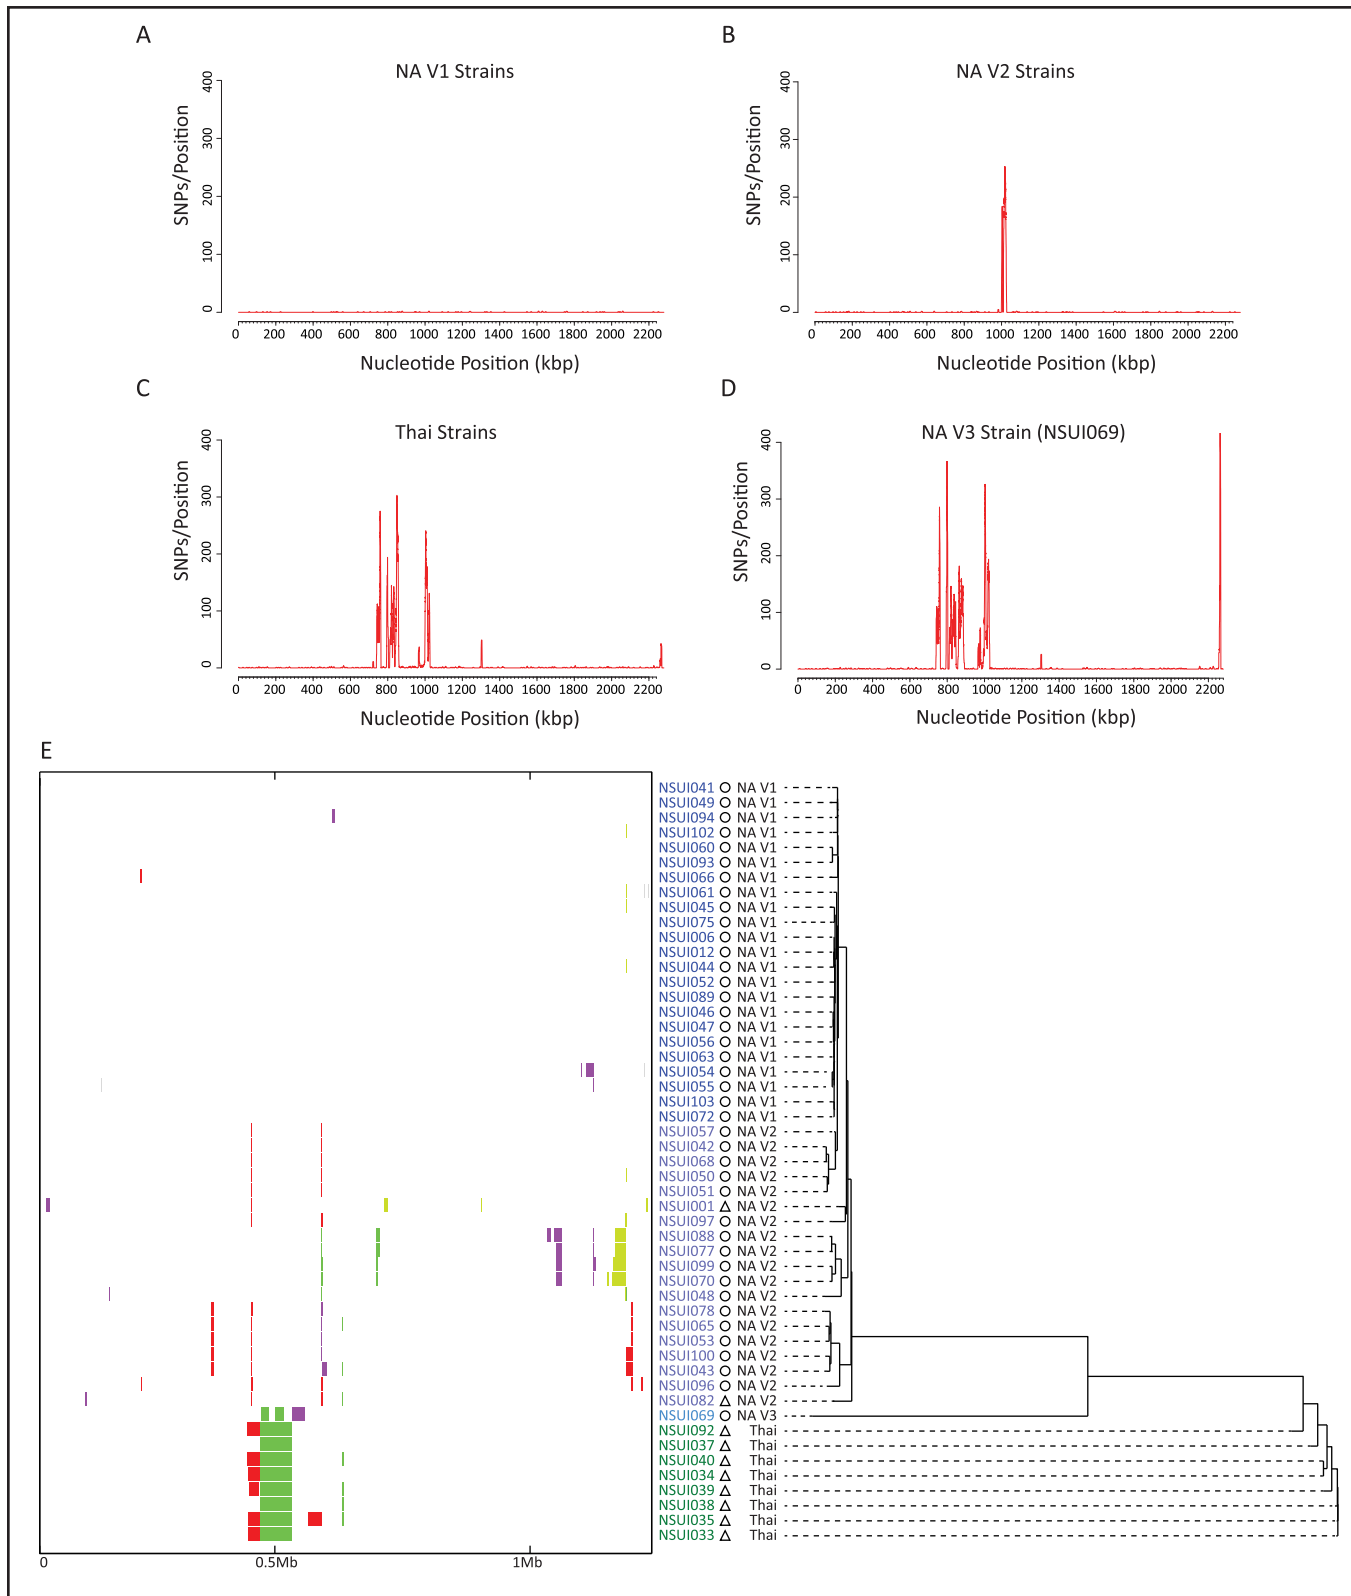 A
NA V1 Strains
SNPs/Position
0 100 200 300 400
0 200 400 600 800 1000 1200 1400 1600 1800 2000 2200
Nucleotide Position (kbp)
B
NA V2 Strains
SNPs/Position
0 100 200 300 400
0 200 400 600 800 1000 1200 1400 1600 1800 2000 2200
Nucleotide Position (kbp)
C
Thai Strains
SNPs/Position
0 100 200 300 400
0 200 400 600 800 1000 1200 1400 1600 1800 2000 2200
Nucleotide Position (kbp)
D
NA V3 Strain (NSUI069)
SNPs/Position
0 100 200 300 400
0 200 400 600 800 1000 1200 1400 1600 1800 2000 2200
Nucleotide Position (kbp)
E
NSUI041 NA V1
NSUI049 NA V1
NSUI094 NA V1
NSUI102 NA V1
NSUI060 NA V1
NSUI093 NA V1
NSUI066 NA V1
NSUI061 NA V1
NSUI045 NA V1
NSUI075 NA V1
NSUI006 NA V1
NSUI012 NA V1
NSUI044 NA V1
NSUI052 NA V1
NSUI089 NA V1
NSUI046 NA V1
NSUI047 NA V1
NSUI056 NA V1
NSUI063 NA V1
NSUI054 NA V1
NSUI055 NA V1
NSUI103 NA V1
NSUI072 NA V1
NSUI057 NA V2
NSUI042 NA V2
NSUI068 NA V2
NSUI050 NA V2
NSUI051 NA V2
NSUI001 NA V2
NSUI097 NA V2
NSUI088 NA V2
NSUI077 NA V2
NSUI099 NA V2
NSUI070 NA V2
NSUI048 NA V2
NSUI078 NA V2
NSUI065 NA V2
NSUI053 NA V2
NSUI100 NA V2
NSUI043 NA V2
NSUI096 NA V2
NSUI082 NA V2
NSUI069 NA V3
NSUI092 Thai
NSUI037 Thai
NSUI040 Thai
NSUI034 Thai
NSUI039 Thai
NSUI038 Thai
NSUI035 Thai
NSUI033 Thai
0 0.5Mb 1Mb